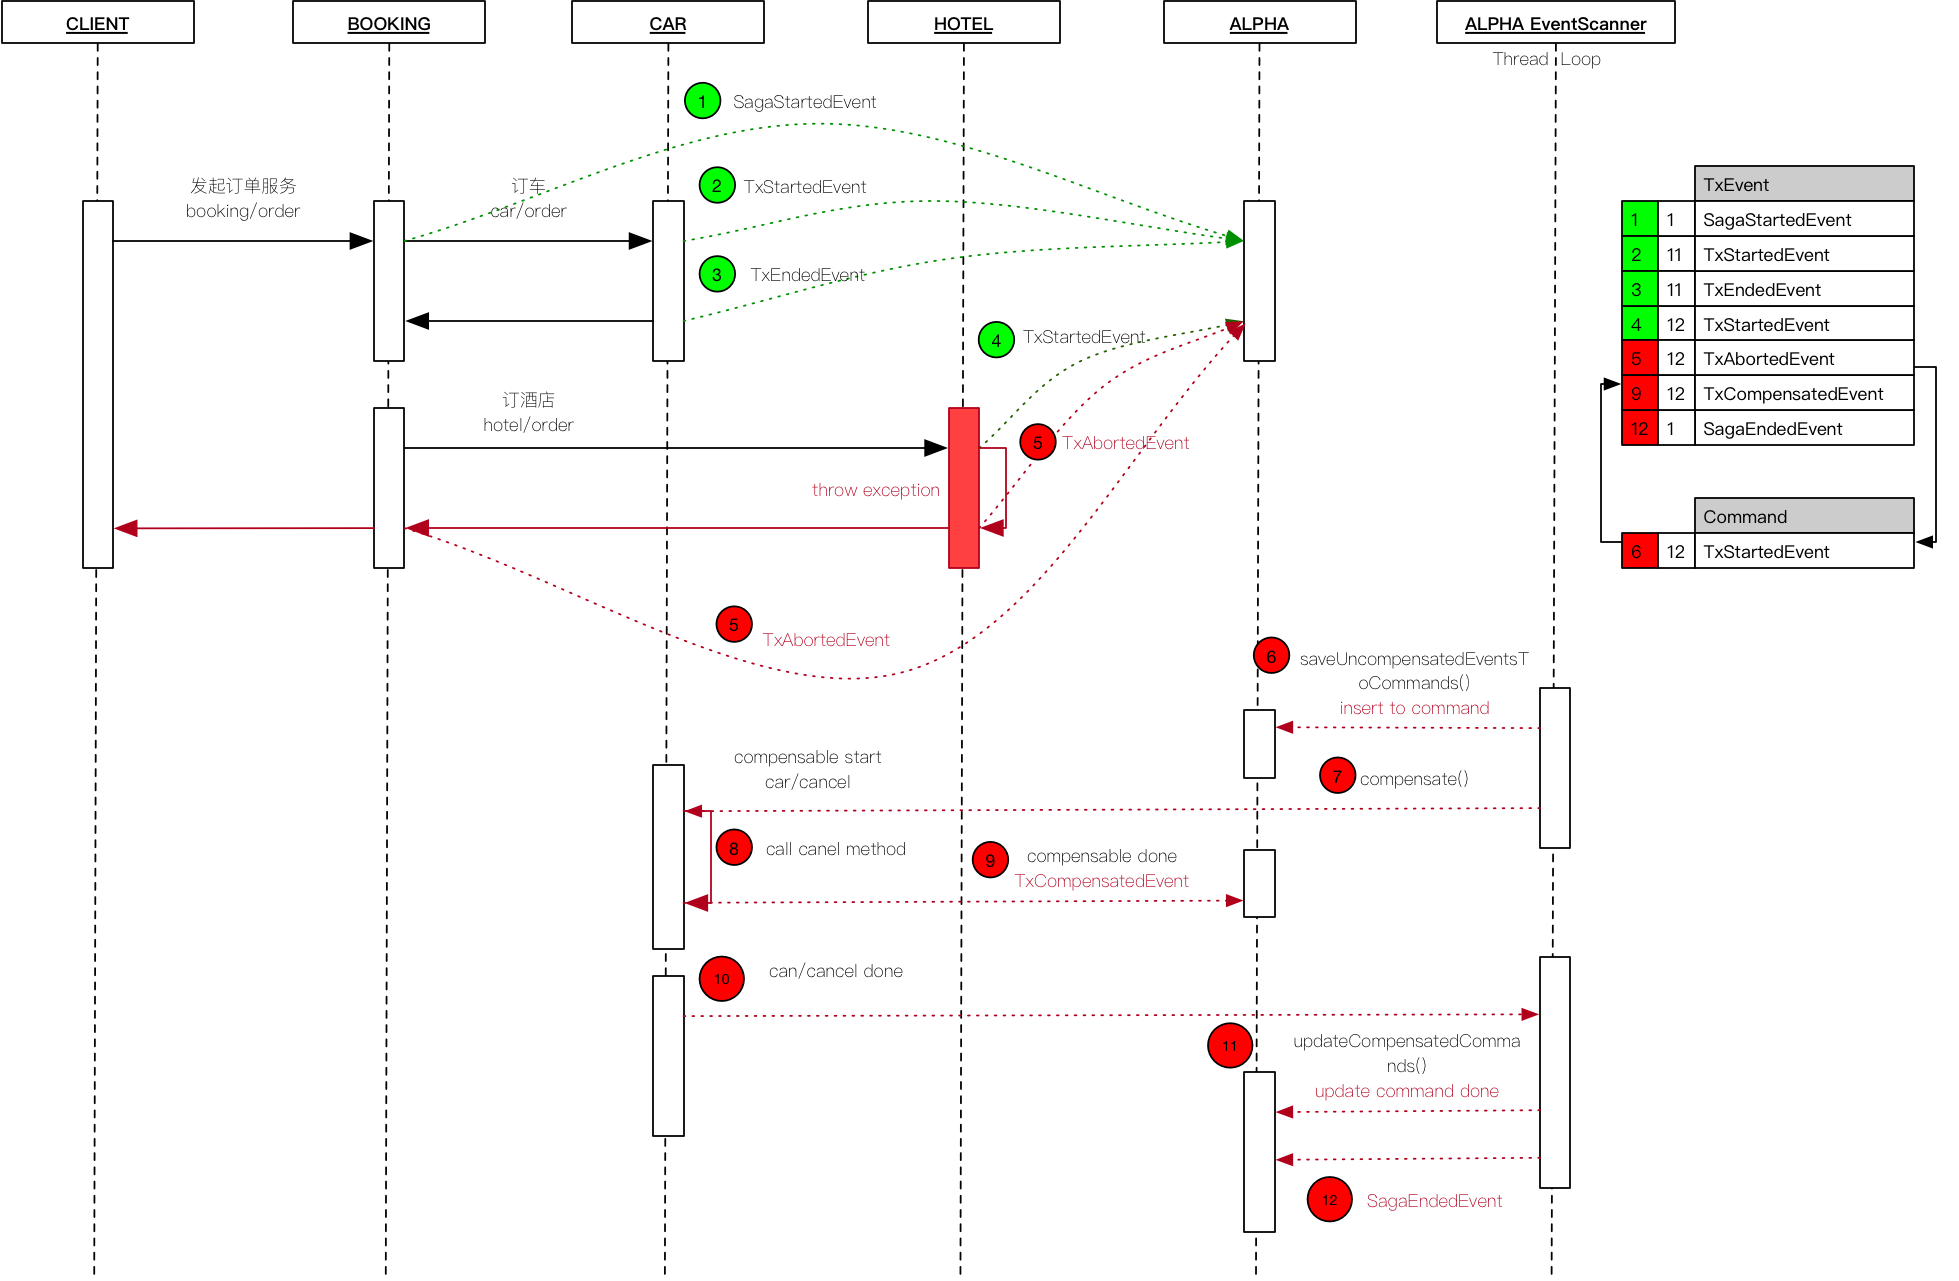 CLIENT
BOOKING
CAR
HOTEL
ALPHA
ALPHA EventScanner
Thread Loop
1
SagaStartedEvent
发起订单服务
booking/order
订车
car/order
2
TxStartedEvent
3
TxEndedEvent
4
TxStartedEvent
订酒店
hotel/order
5
TxAbortedEvent
throw exception
5
TxAbortedEvent
TxEvent
1 1 SagaStartedEvent
2 11 TxStartedEvent
3 11 TxEndedEvent
4 12 TxStartedEvent
5 12 TxAbortedEvent
9 12 TxCompensatedEvent
12 1 SagaEndedEvent
Command
6 12 TxStartedEvent
6
saveUncompensatedEventsT
oCommands()
insert to command
compensable start
car/cancel
7
compensate()
8
call canel method
9
compensable done
TxCompensatedEvent
10
can/cancel done
11
updateCompensatedComma
nds()
update command done
12
SagaEndedEvent